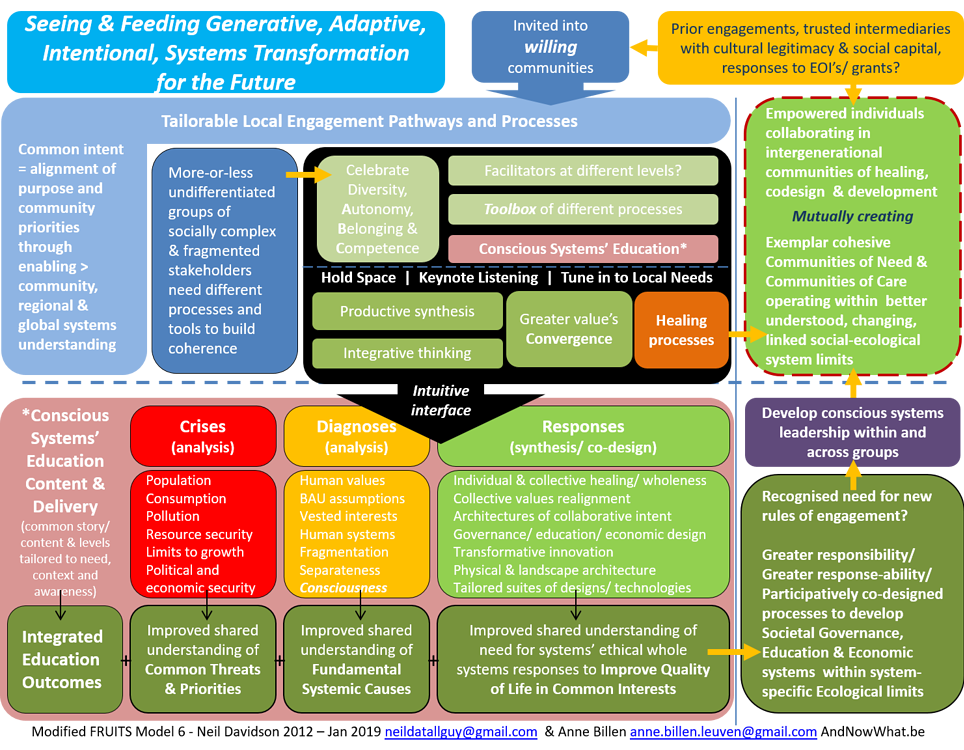 Seeing & Feeding Generative, Adaptive,
Intentional, Systems Transformation
for the Future
Invited into
willing
communities
Prior engagements, trusted intermediaries
with cultural legitimacy & social capital,
responses to EOI's/ grants?
Tailorable Local Engagement Pathways and Processes
Common intent
= alignment of
purpose and
community
priorities
through
enabling >
community,
regional &
global systems
understanding
More-or-less
undifferentiated
groups of
socially complex
& fragmented
stakeholders
need different
processes and
tools to build
coherence
Celebrate
Diversity,
Autonomy,
Belonging &
Competence
Facilitators at different levels?
Toolbox of different processes
Conscious Systems' Education*
Hold Space | Keynote Listening | Tune in to Local Needs
Productive synthesis
Integrative thinking
Greater value's
Convergence
Healing
processes
Empowered individuals
collaborating in
intergenerational
communities of healing,
codesign & development
Mutually creating
Exemplar cohesive
Communities of Need &
Communities of Care
operating within better
understood, changing,
linked social-ecological
system limits
Intuitive
interface
*Conscious
Systems'
Education
Content &
Delivery
(common story/
content & levels
tailored to need,
context and
awareness)
Crises
(analysis)
Population
Consumption
Pollution
Resource security
Limits to growth
Political and
economic security
Diagnoses
(analysis)
Human values
BAU assumptions
Vested interests
Human systems
Fragmentation
Separateness
Consciousness
Responses
(synthesis/ co-design)
Individual & collective healing/ wholeness
Collective values realignment
Architectures of collaborative intent
Governance/ education/ economic design
Transformative innovation
Physical & landscape architecture
Tailored suites of designs/ technologies
Develop conscious systems
leadership within and
across groups
Recognised need for new
rules of engagement?
Greater responsibility/
Greater response-ability/
Participatively co-designed
processes to develop
Societal Governance,
Education & Economic
systems within system-
specific Ecological limits
Integrated
Education
Outcomes
+
Improved shared
understanding of
Common Threats
& Priorities
+
Improved shared
understanding of
Fundamental
Systemic Causes
+
Improved shared understanding of
need for systems' ethical whole
systems responses to Improve Quality
of Life in Common Interests
Modified FRUITS Model 6 - Neil Davidson 2012 – Jan 2019 neildatallguy@gmail.com & Anne Billen anne.billen.leuven@gmail.com AndNowWhat.be